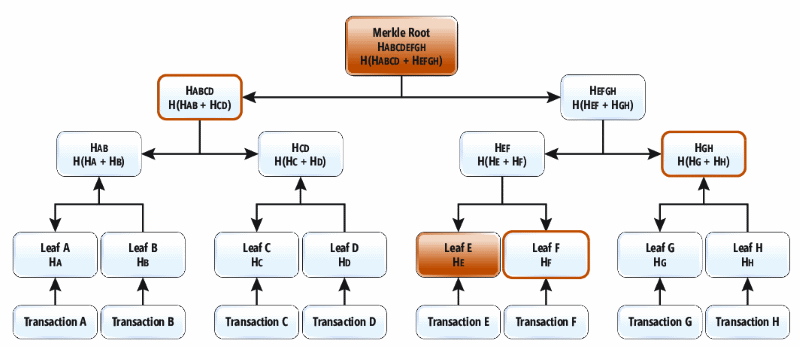 Merkle Root
HABCDEFGH
H(HABCD + HEFGH)
HABCD
H(HAB + HCD)
HEFGH
H(HEF + HGH)
HAB
H(HA + HB)
HCD
H(HC + HD)
HEF
H(HE + HF)
HGH
H(HG + HH)
Leaf A
HA
Leaf B
HB
Leaf C
HC
Leaf D
HD
Leaf E
HE
Leaf F
HF
Leaf G
HG
Leaf H
HH
Transaction A
Transaction B
Transaction C
Transaction D
Transaction E
Transaction F
Transaction G
Transaction H